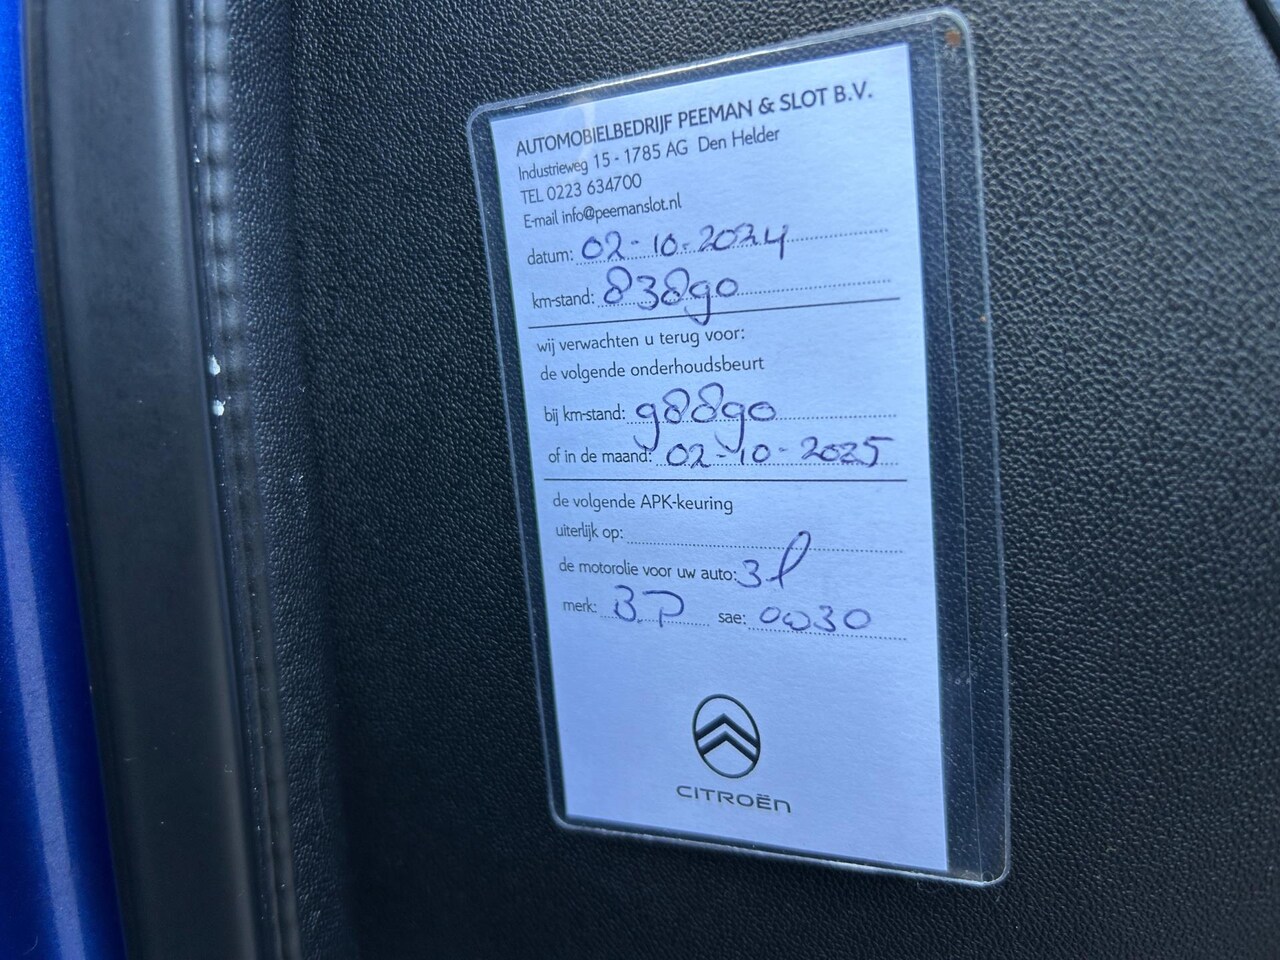 AUTOMOBIELBEDRIJF PEEMAN & SLOT B.V.
Industrieweg 15 - 1785 AG Den Helder
TEL 0223 634700
E-mail info@peemanslot.nl
datum: 02-10-2024
km-stand: 83890
wij verwachten u terug voor:
de volgende onderhoudsbeurt
bij km-stand: 98890
of in de maand: 02-10-2025
de volgende APK-keuring
uiterlijk op:
de motorolie voor uw auto: 3l
merk: BP sae: 0W30
CITROËN